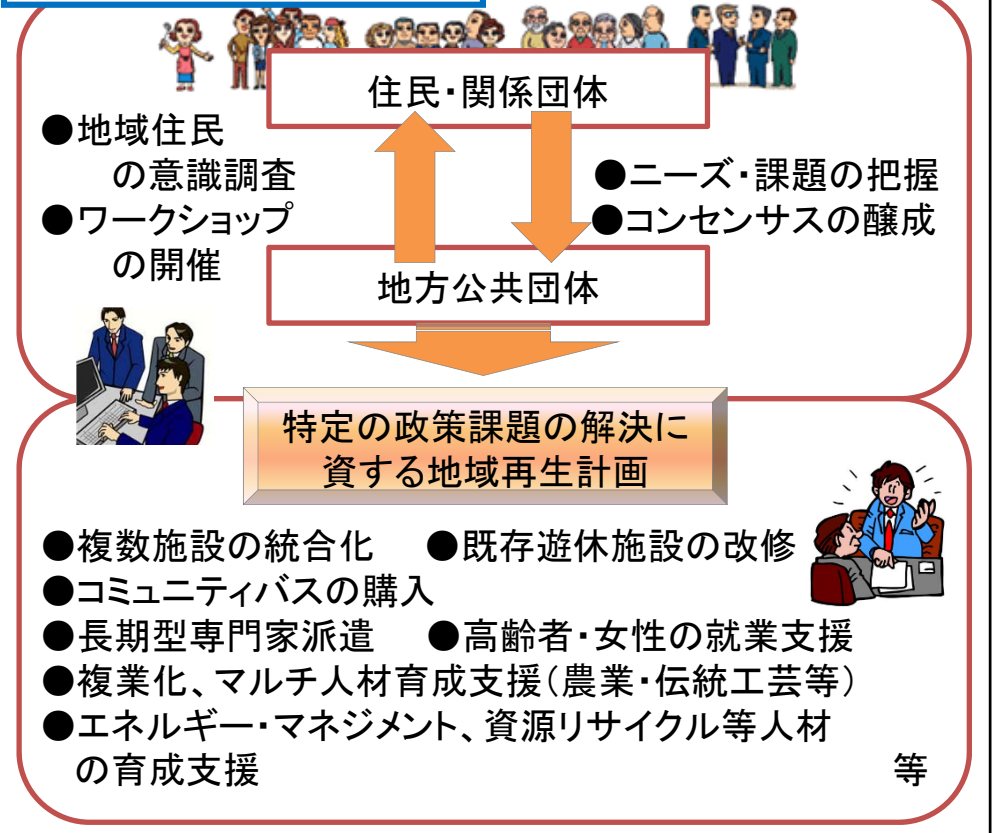 住民・関係団体
●地域住民
の意識調査
●ワークショップ
の開催
●ニーズ・課題の把握
●コンセンサスの醸成
地方公共団体
特定の政策課題の解決に
資する地域再生計画
●複数施設の統合化 ●既存遊休施設の改修
●コミュニティバスの購入
●長期型専門家派遣 ●高齢者・女性の就業支援
●複業化、マルチ人材育成支援（農業・伝統工芸等）
●エネルギー・マネジメント、資源リサイクル等人材
の育成支援 等